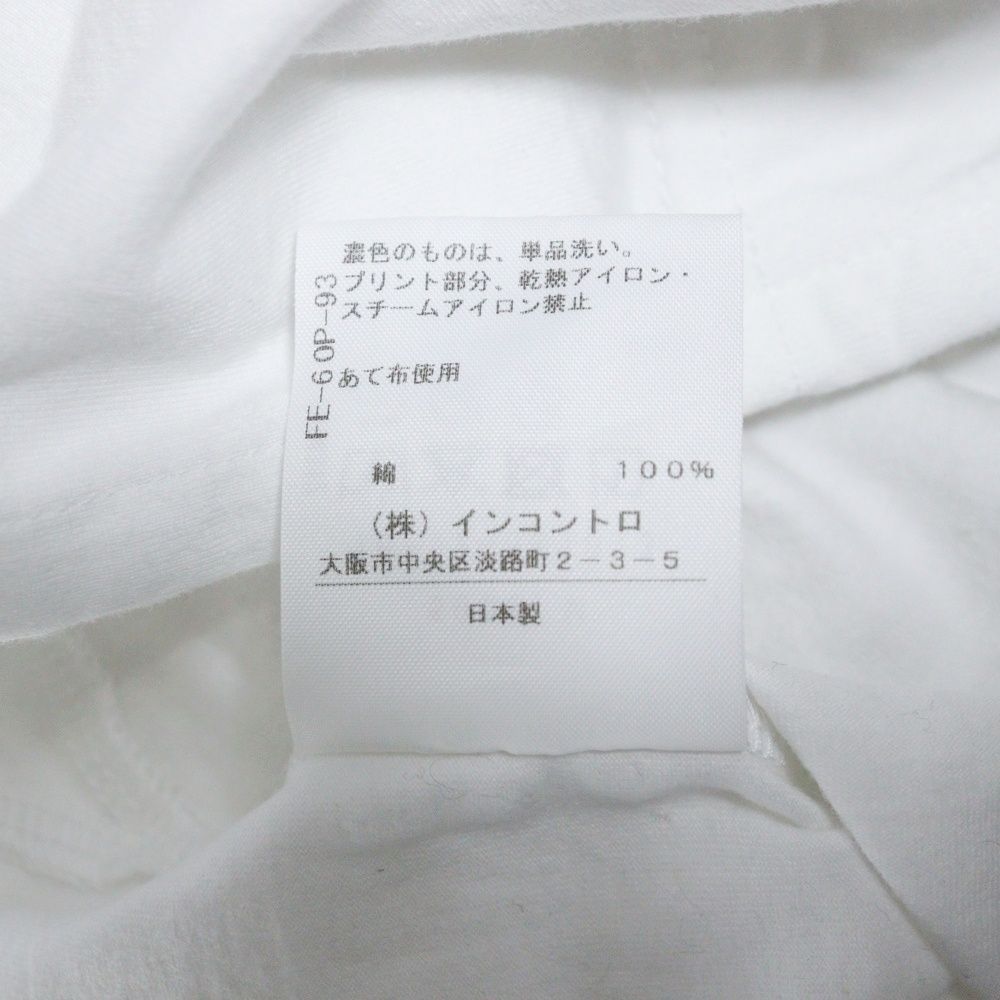 濃色のものは、単品洗い。
プリント部分、乾熱アイロン・
スチームアイロン禁止
あて布使用
FE-6 0P-93
綿 100%
(株)インコントロ
大阪市中央区淡路町2-3-5
日本製